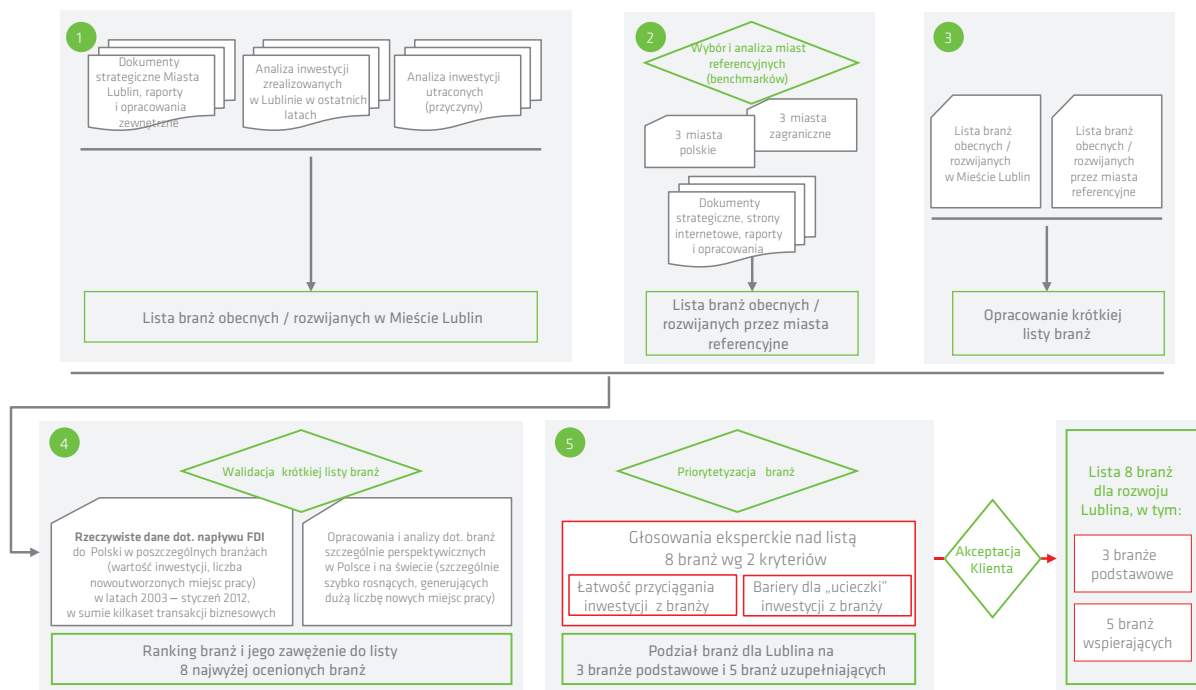 1
Dokumenty
strategiczne Miasta
Lublin, raporty
i opracowania
zewnętrzne
Analiza inwestycji
zrealizowanych
w Lublinie w ostatnich
latach
Analiza inwestycji
utraconych
(przyczyny)
Lista branż obecnych / rozwijanych w Mieście Lublin
2
Wybór i analiza miast
referencyjnych
(benchmarków)
3 miasta
polskie
3 miasta
zagraniczne
Dokumenty
strategiczne, strony
internetowe, raporty
i opracowania
Lista branż obecnych /
rozwijanych przez miasta
referencyjne
3
Lista branż
obecnych /
rozwijanych
w Mieście Lublin
Lista branż
obecnych /
rozwijanych
przez miasta
referencyjne
Opracowanie krótkiej
listy branż
4
Walidacja krótkiej listy branż
Rzeczywiste dane dot. napływu FDI
do Polski w poszczególnych branżach
(wartość inwestycji, liczba
nowoutworzonych miejsc pracy)
w latach 2003 – styczeń 2012,
w sumie kilkaset transakcji biznesowych
Opracowania i analizy dot. branż
szczególnie perspektywicznych
w Polsce i na świecie (szczególnie
szybko rosnących, generujących
dużą liczbę nowych miejsc pracy)
Ranking branż i jego zawężenie do listy
8 najwyżej ocenionych branż
5
Priorytetyzacja branż
Głosowania eksperckie nad listą
8 branż wg 2 kryteriów
Łatwość przyciągania
inwestycji z branży
Bariery dla „ucieczki”
inwestycji z branży
Podział branż dla Lublina na
3 branże podstawowe i 5 branż uzupełniających
Akceptacja
Klienta
Lista 8 branż
dla rozwoju
Lublina, w tym:
3 branże
podstawowe
5 branż
wspierających